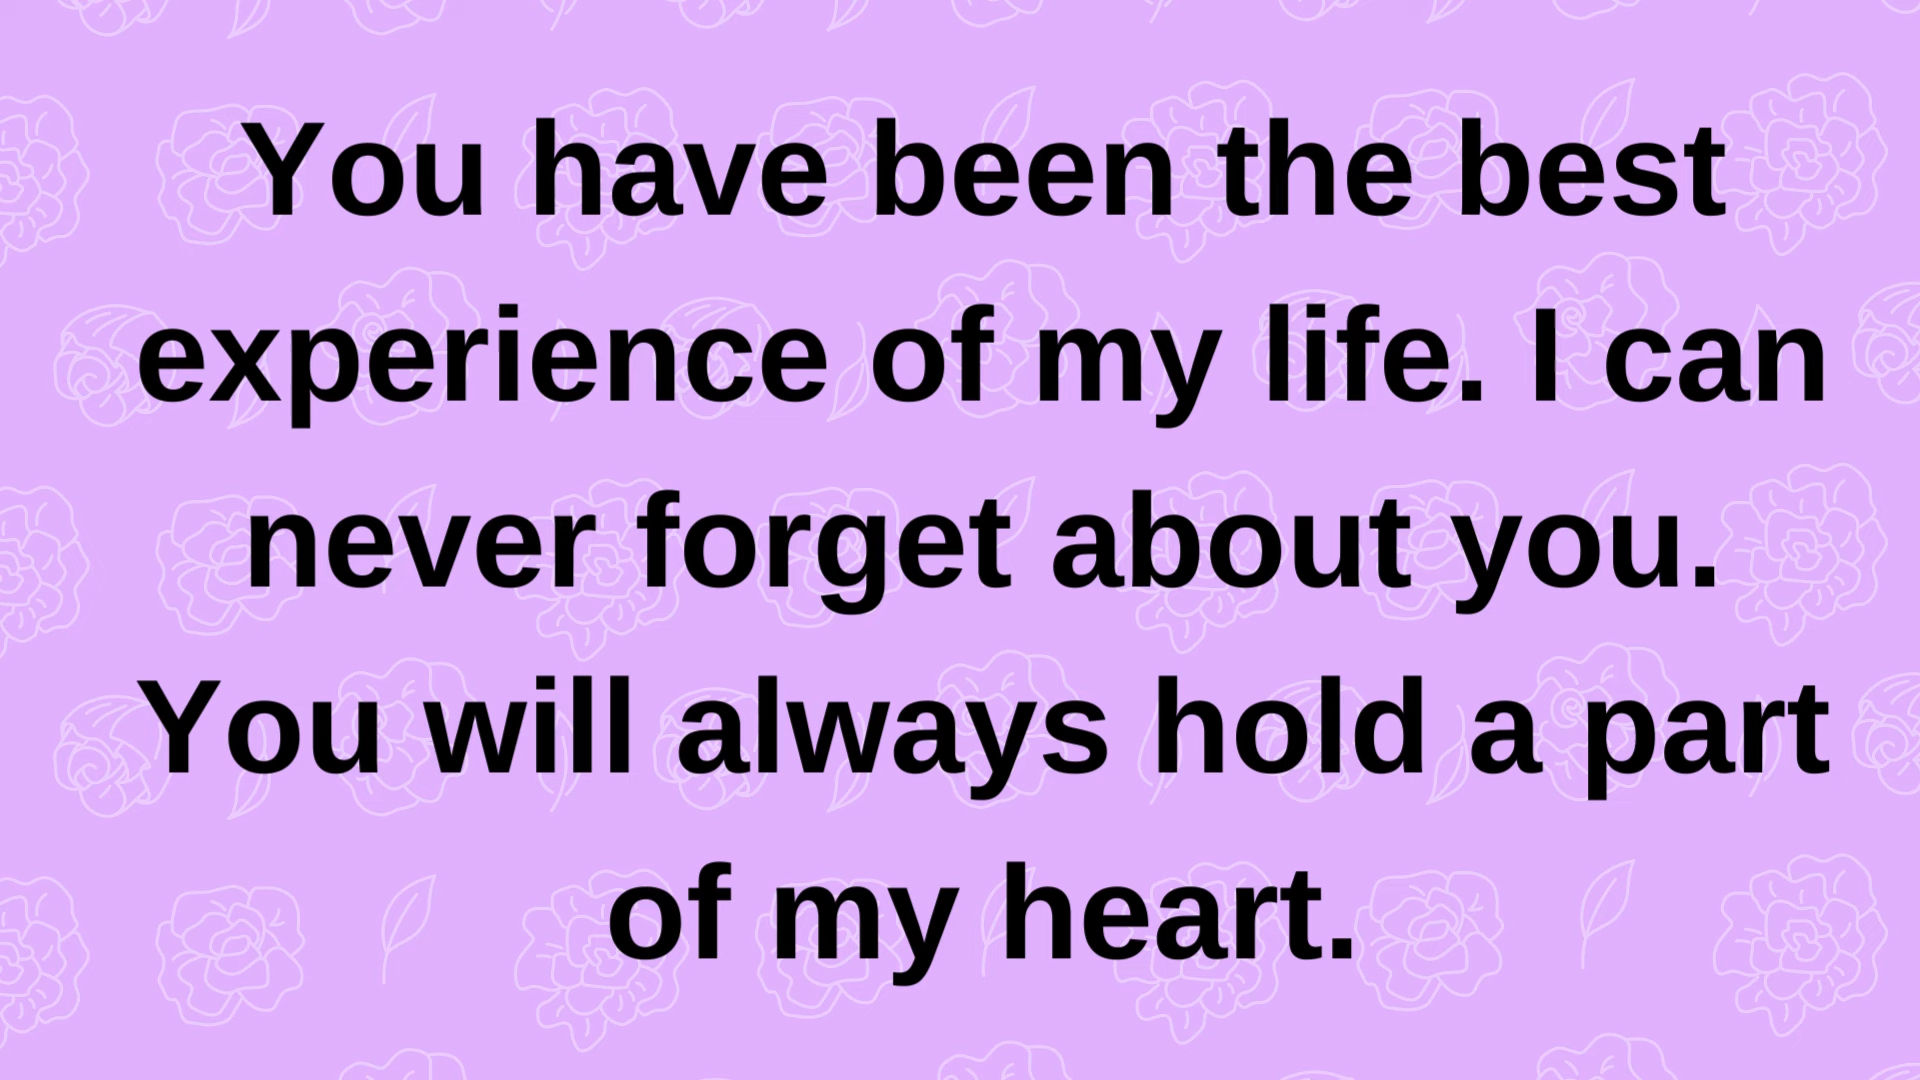 You have been the best
experience of my life. I can
never forget about you.
You will always hold a part
of my heart.